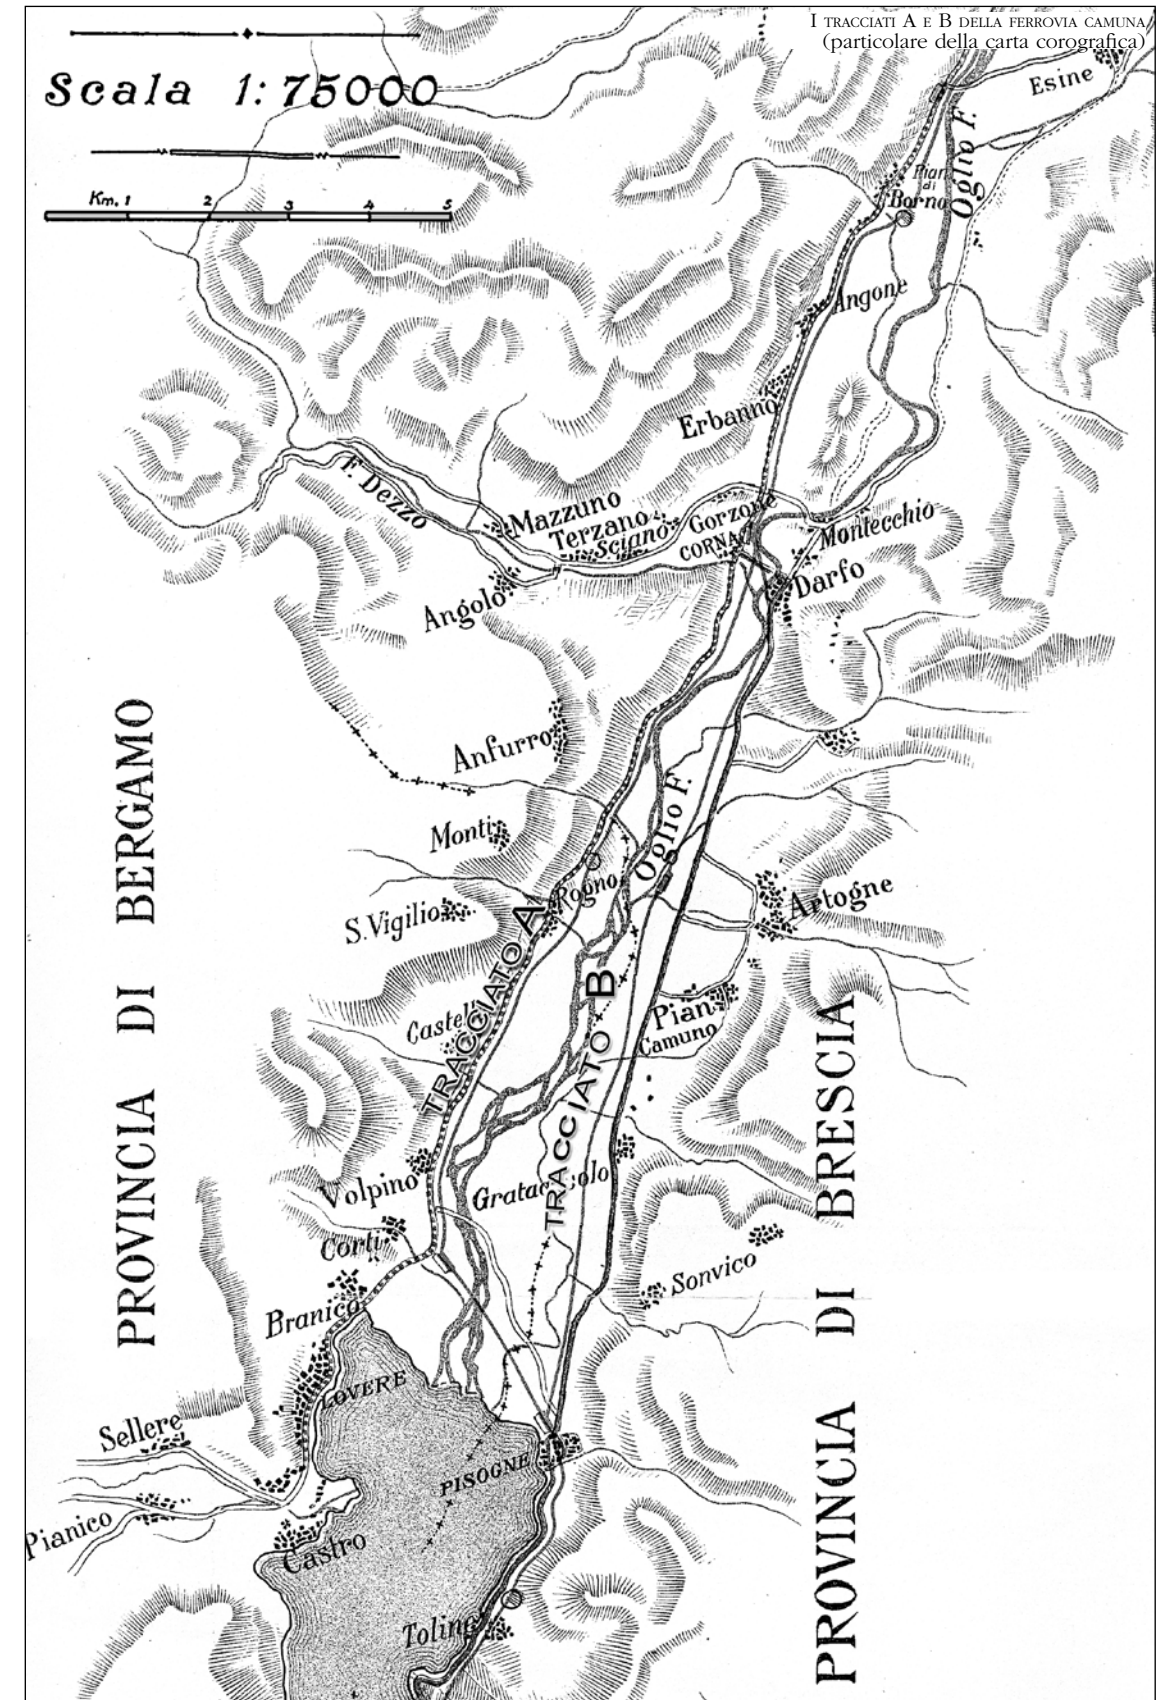 I TRACCIATI A E B DELLA FERROVIA CAMUNA
(particolare della carta corografica)
Scala 1:75000
Km. 1 2 3 4 5
Esine
Oglio F.
Pian
di
Borno
Angone
Erbanno
F. Dezzo
Mazzuno
Terzano
Sciano
Gorzone
CORNA
Montecchio
Darfo
Angolo
Anfurro
Monti
Oglio F.
Rogno
Artogne
S. Vigilio
TRACCIATO A
TRACCIATO B
Pian
Camuno
PROVINCIA DI BERGAMO
PROVINCIA DI BRESCIA
Volpino
Corti
Sonvico
Branico
LOVERE
Sellere
PISOGNE
Pianico
Castro
PROVINCIA